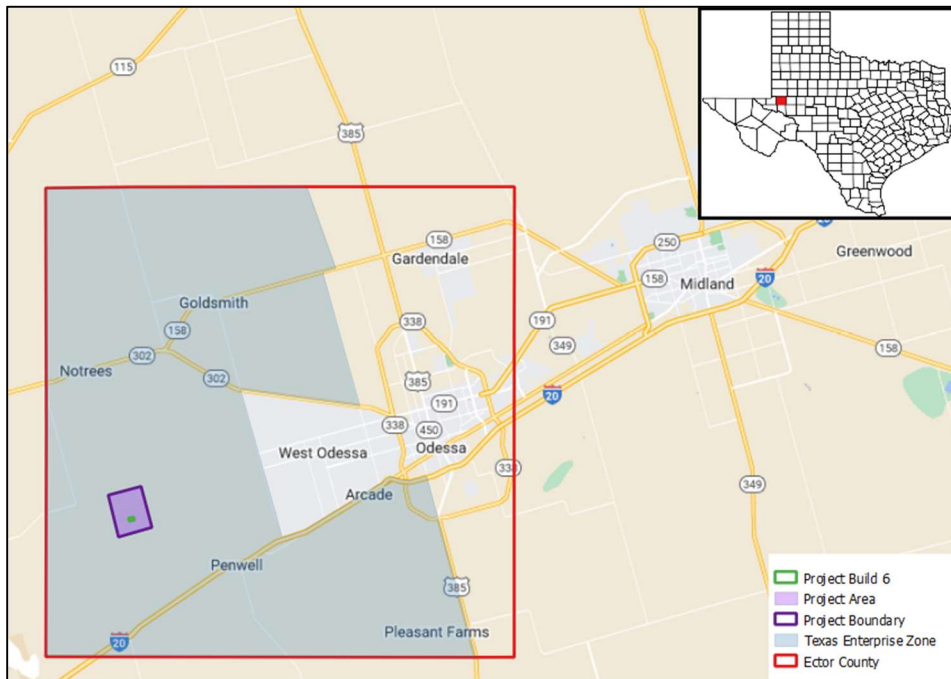 115
385
158
Gardendale
250
158
Midland
Greenwood
20
20
Goldsmith
158
302
Notrees
302
338
191
349
158
385
191
20
338
450
West Odessa
Odessa
338
Arcade
349
Penwell
385
20
Pleasant Farms
Project Build 6
Project Area
Project Boundary
Texas Enterprise Zone
Ector County